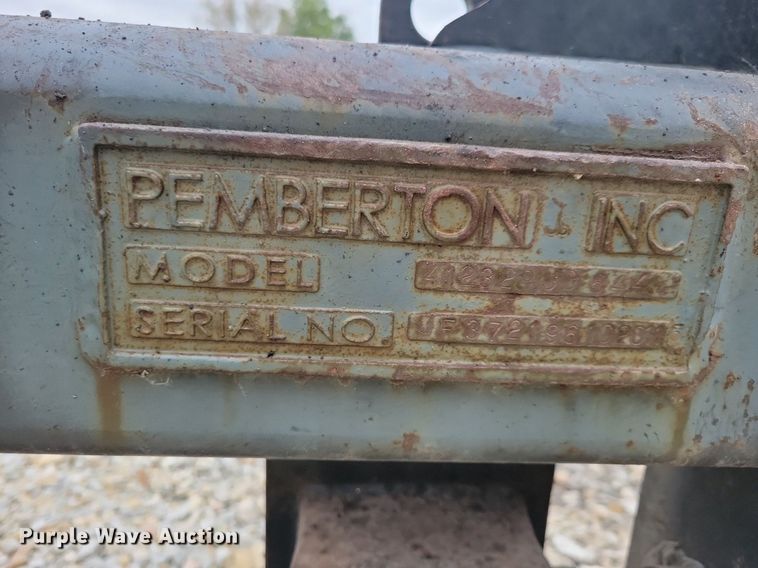 PEMBERTON, INC
MODEL
SERIAL NO.
Purple Wave Auction